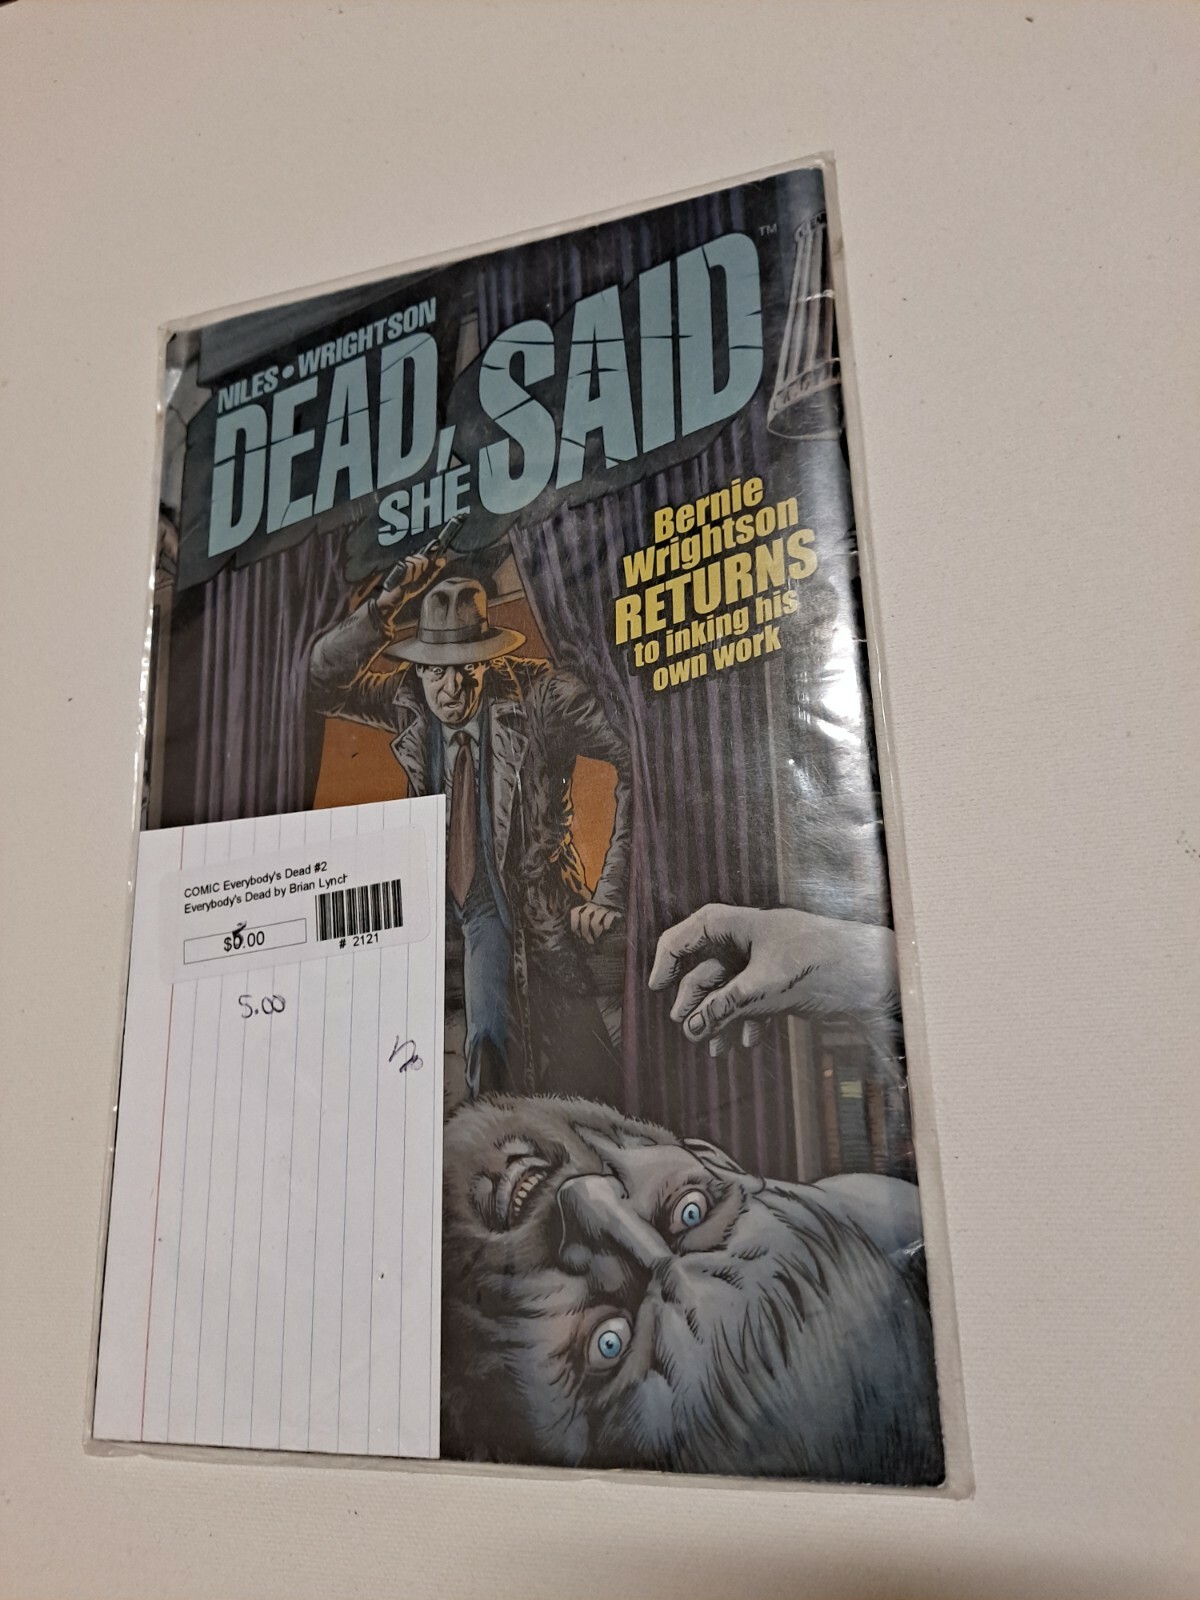 NILES • WRIGHTSON
DEAD,
SHE SAID
TM
Bernie
Wrightson
RETURNS
to inking his
own work
COMIC Everybody's Dead #2
Everybody's Dead by Brian Lynch
$5.00
# 2121
5.00